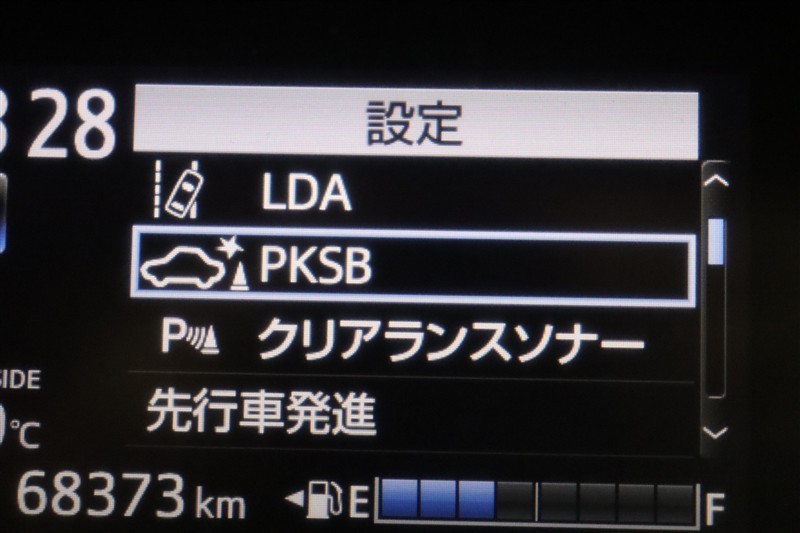 28
設定
LDA
PKSB
P クリアランスソナー
先行車発進
SIDE
℃
68373 km
E F